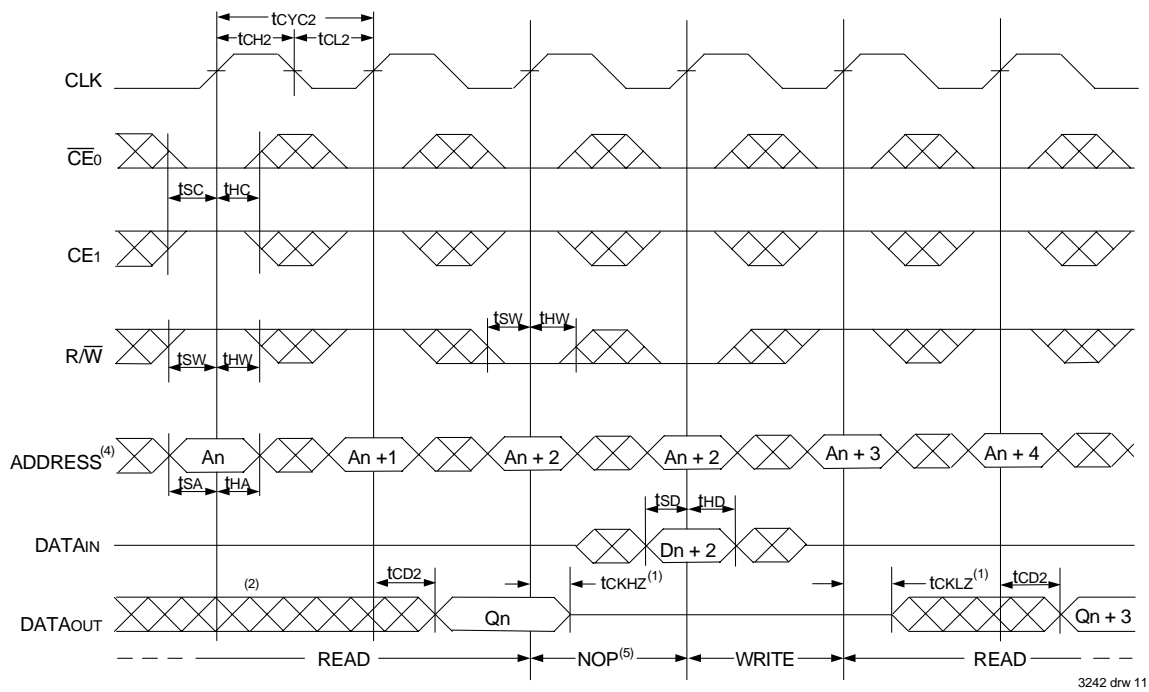 tCYC2
tCH2 tCL2
CLK
CE0
tSC tHC
CE1
tSW tHW
R/W
tSW tHW
ADDRESS(4) An An +1 An + 2 An + 2 An + 3 An + 4
tSA tHA
tSD tHD
DATAIN Dn + 2
tCD2 tCKHZ(1) tCKLZ(1) tCD2
(2)
DATAOUT Qn Qn + 3
READ NOP(5) WRITE READ
3242 drw 11